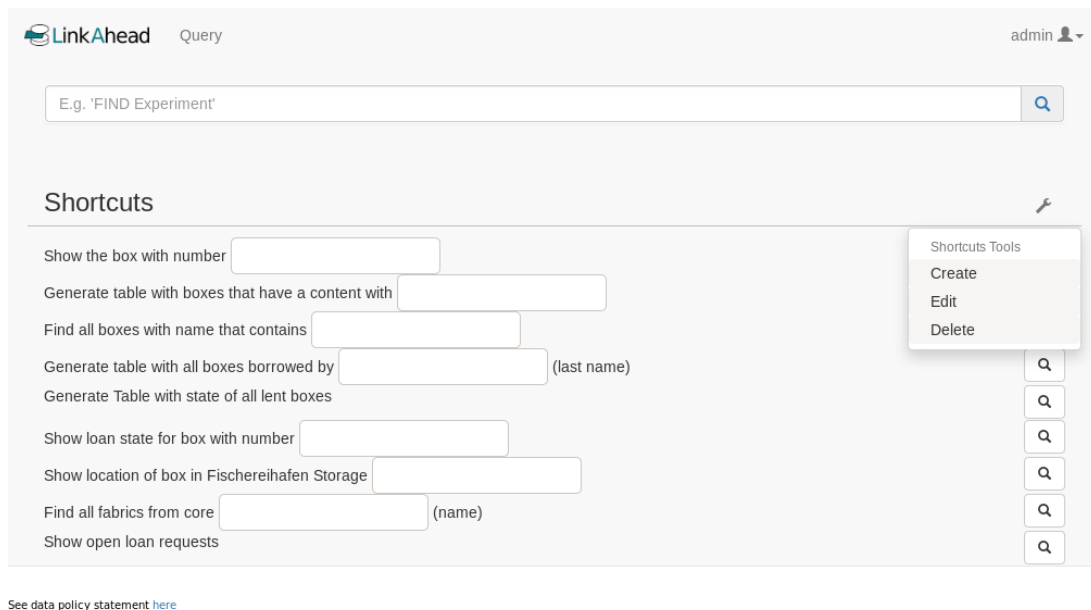 LinkAhead Query admin
E.g. 'FIND Experiment'
Shortcuts
Shortcuts Tools
Create
Edit
Delete
Show the box with number
Generate table with boxes that have a content with
Find all boxes with name that contains
Generate table with all boxes borrowed by (last name)
Generate Table with state of all lent boxes
Show loan state for box with number
Show location of box in Fischereihafen Storage
Find all fabrics from core (name)
Show open loan requests
See data policy statement here